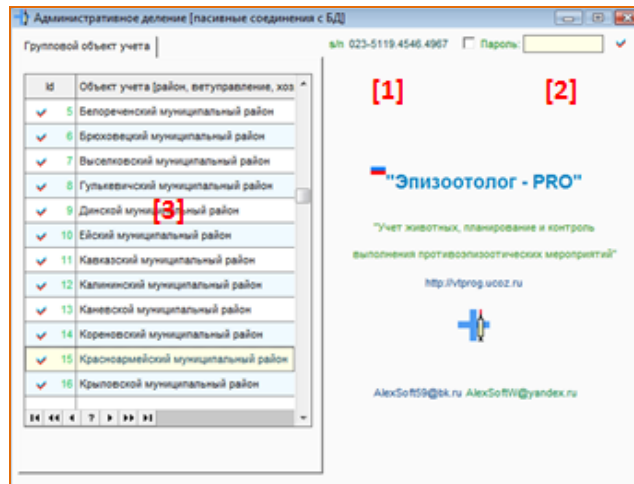 Административное деление [пасивные соединения с БД]
Групповой объект учета
s/n 023-5119.4546.4967 Пароль:
Id Объект учета [район, ветуправление, хоз
[1] [2]
5 Белореченский муниципальный район
6 Брюховецкий муниципальный район
7 Выселковский муниципальный район
8 Гулькевичский муниципальный район
9 Динской муниципальный район
[3]
10 Ейский муниципальный район
11 Кавказский муниципальный район
12 Калининский муниципальный район
13 Каневской муниципальный район
14 Кореновский муниципальный район
15 Красноармейский муниципальный район
16 Крыловской муниципальный район
"Эпизоотолог - PRO"
"Учет животных, планирование и контроль
выполнения противоэпизоотических мероприятий"
http://vtprog.ucoz.ru
AlexSoft59@bk.ru AlexSoftW@yandex.ru